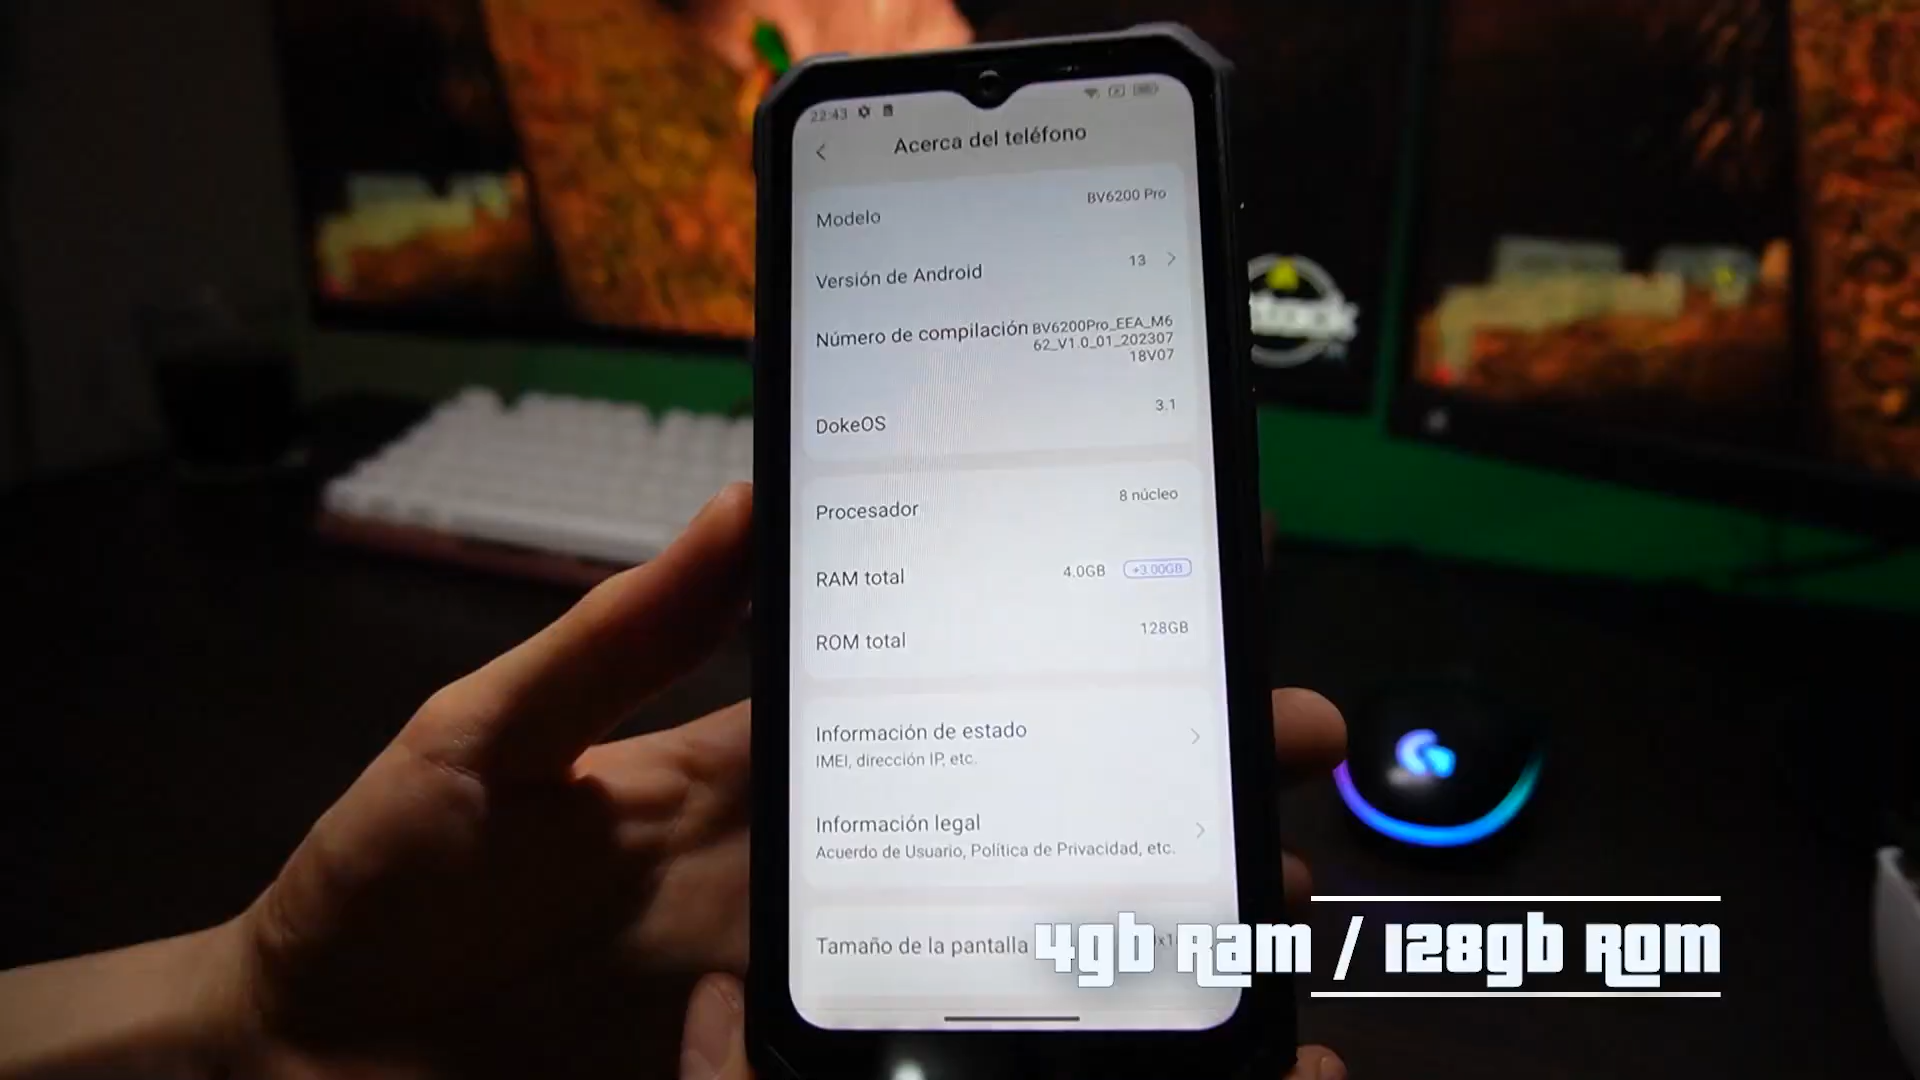 22:43
Acerca del teléfono
Modelo
BV6200 Pro
Versión de Android
13
Número de compilación
BV6200Pro_EEA_M6
62_V1.0_01_202307
18V07
DokeOS
3.1
Procesador
8 núcleo
RAM total
4.0GB
+3.00GB
ROM total
128GB
Información de estado
IMEI, dirección IP, etc.
Información legal
Acuerdo de Usuario, Política de Privacidad, etc.
Tamaño de la pantalla
4gb Ram / 128gb Rom